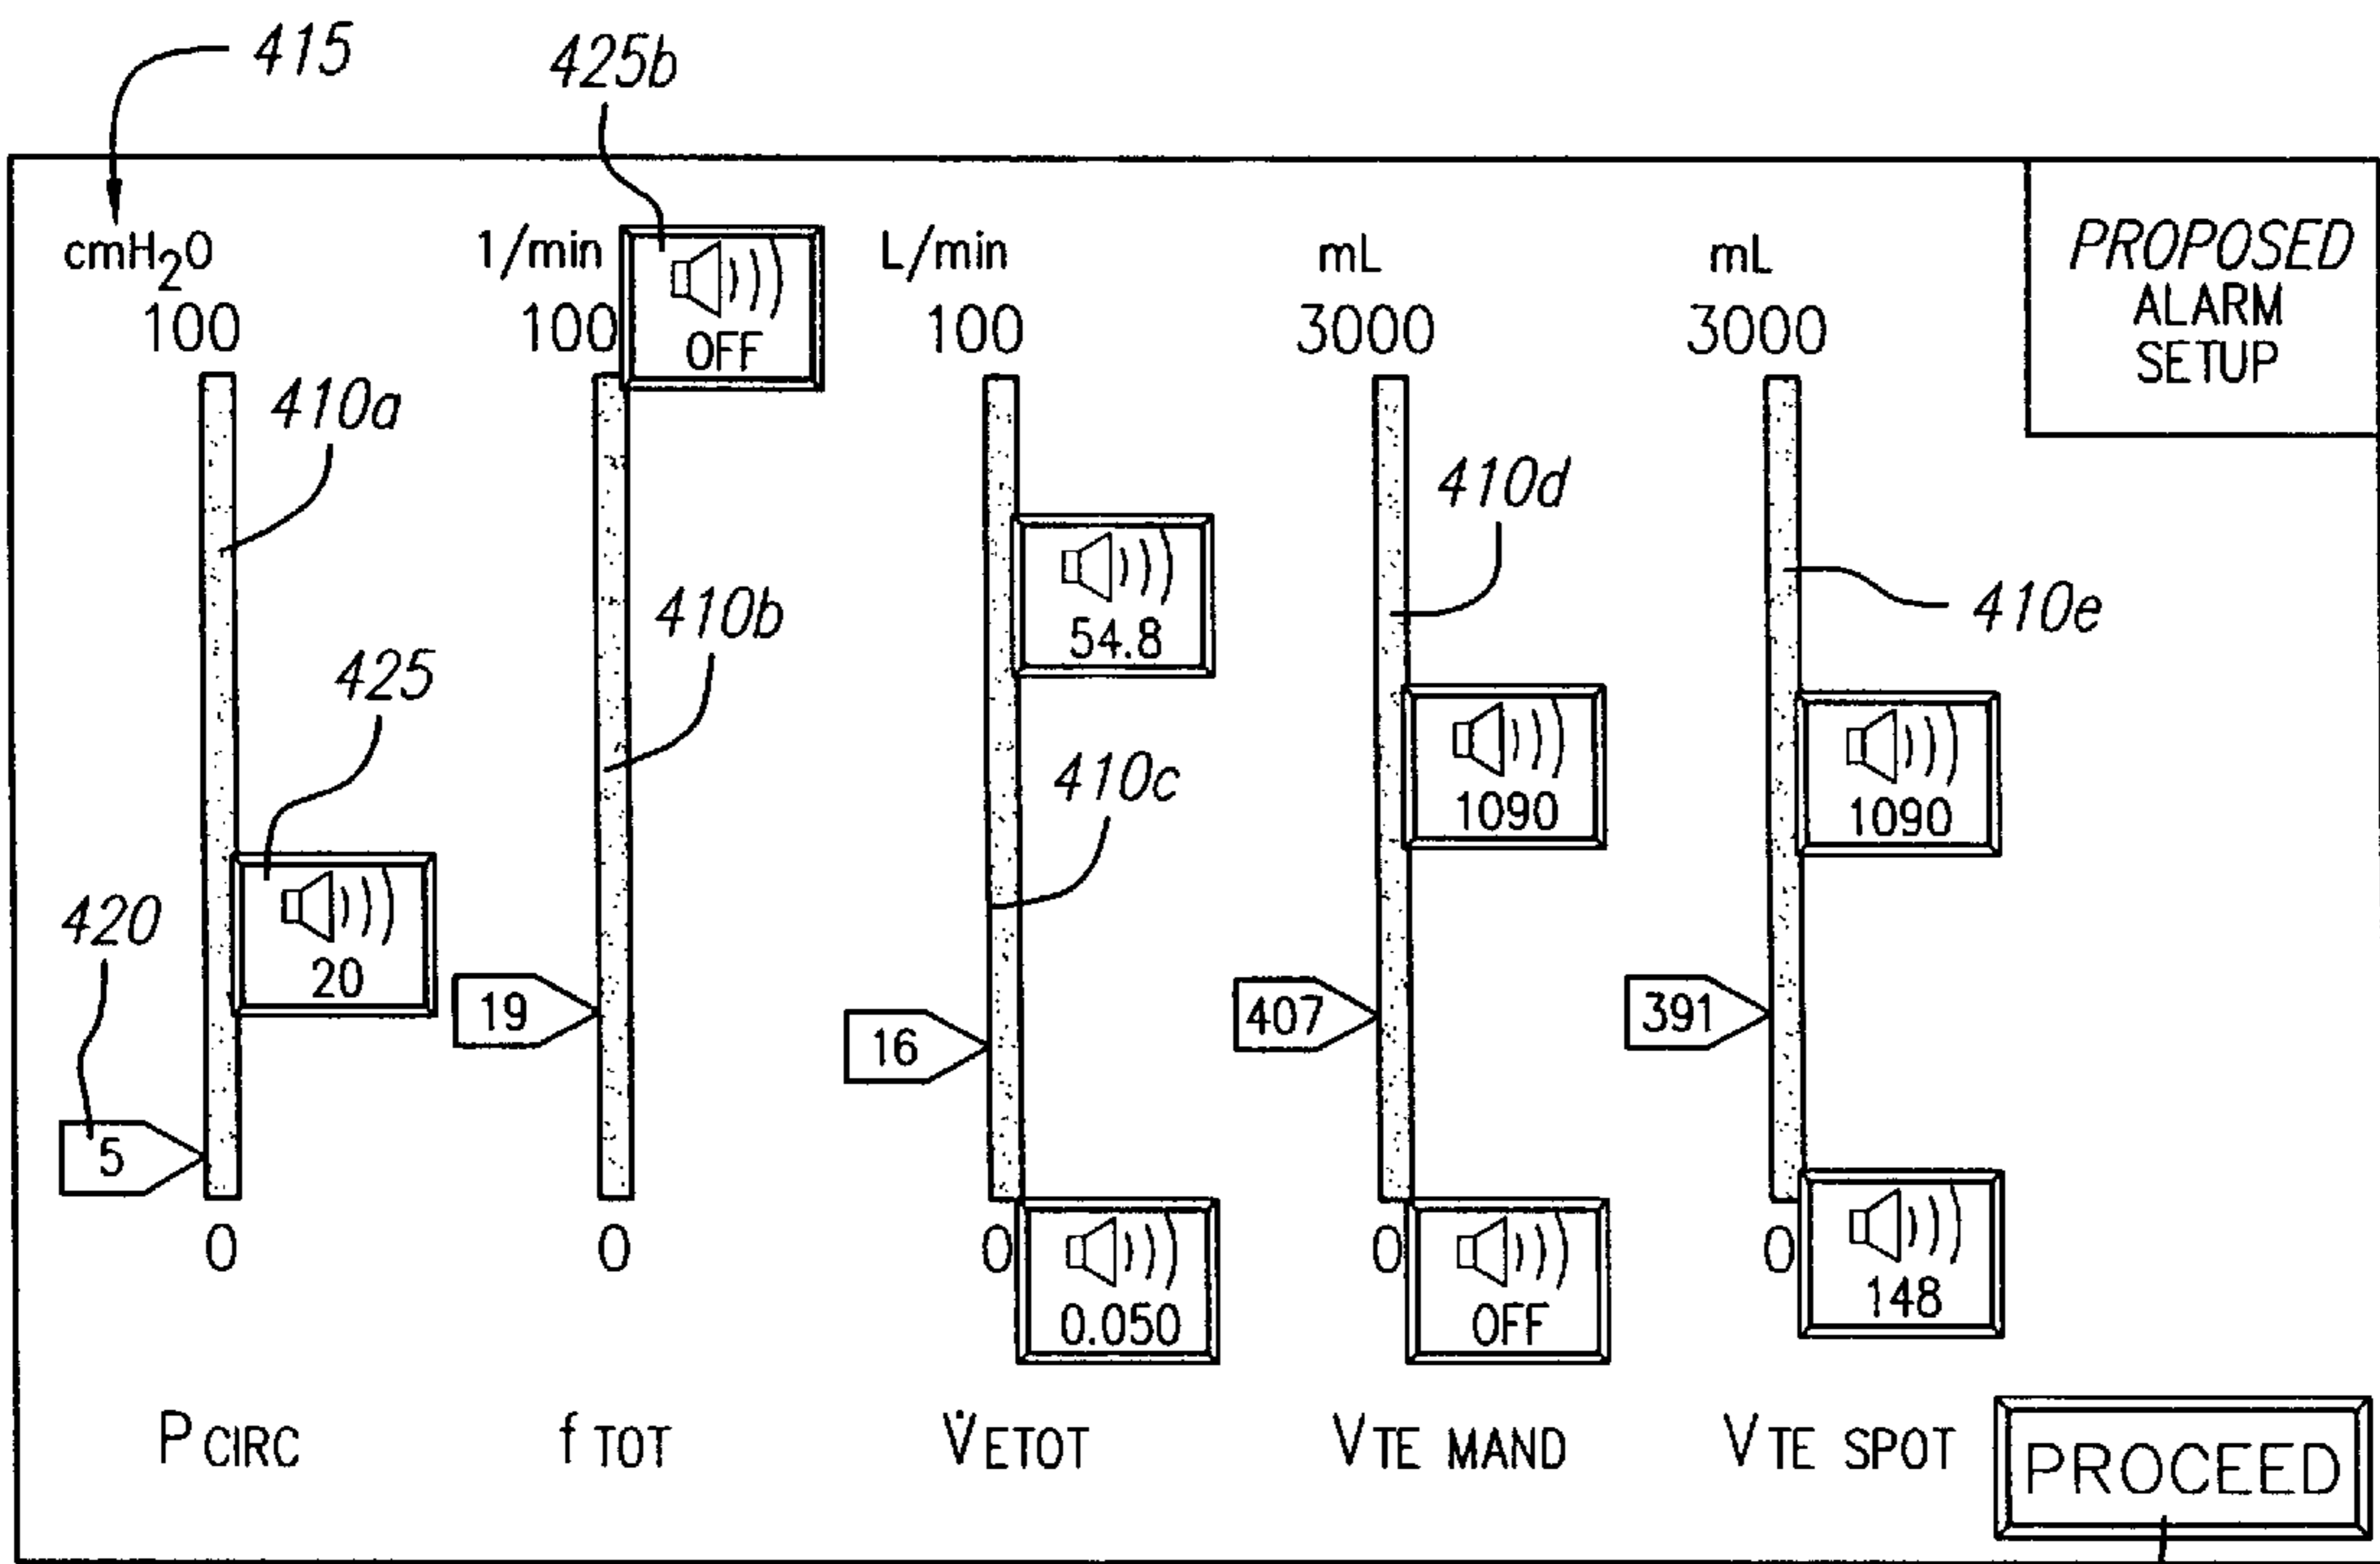 415
425b
cmH2O 1/min L/min mL mL PROPOSED
100 100 OFF 100 3000 3000 ALARM
SETUP
410a
410d
410e
410b
54.8
425
410c
1090 1090
420
20
19 407 391
16
5
0 0 0 0 0
0.050 OFF 148
PCIRC fTOT V̇ETOT VTE MAND VTE SPOT
PROCEED